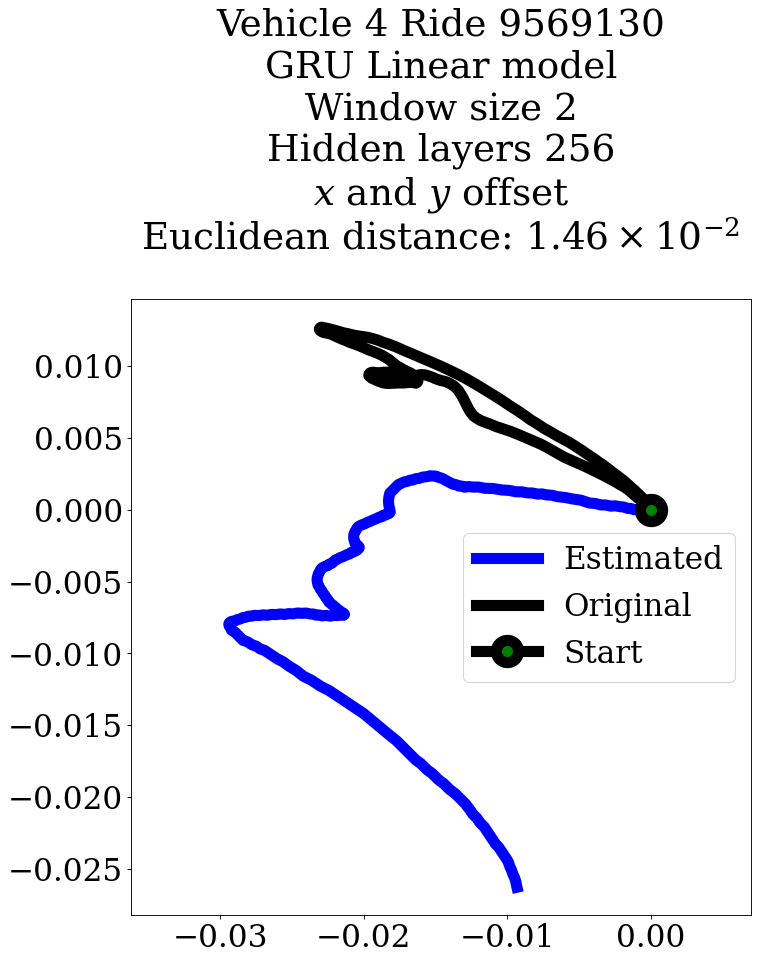 Vehicle 4 Ride 9569130
GRU Linear model
Window size 2
Hidden layers 256
x and y offset
Euclidean distance: 1.46 × 10⁻²
0.010
0.005
0.000
−0.005
−0.010
−0.015
−0.020
−0.025
Estimated
Original
Start
−0.03 −0.02 −0.01 0.00